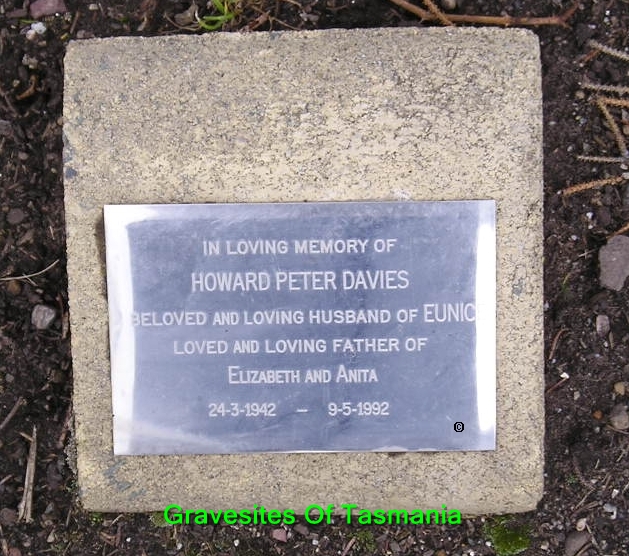 IN LOVING MEMORY OF
HOWARD PETER DAVIES
BELOVED AND LOVING HUSBAND OF EUNIC
LOVED AND LOVING FATHER OF
ELIZABETH AND ANITA
24-3-1942 — 9-5-1992
©
Gravesites Of Tasmania